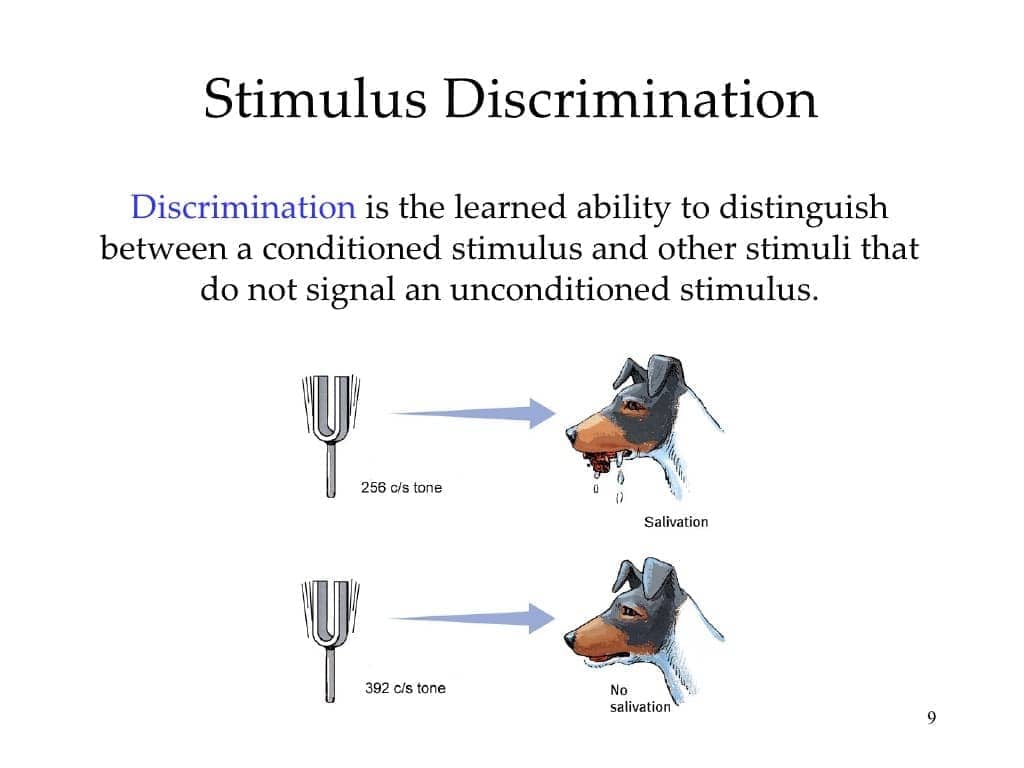 Stimulus Discrimination
Discrimination is the learned ability to distinguish
between a conditioned stimulus and other stimuli that
do not signal an unconditioned stimulus.
256 c/s tone
Salivation
392 c/s tone
No
salivation
9